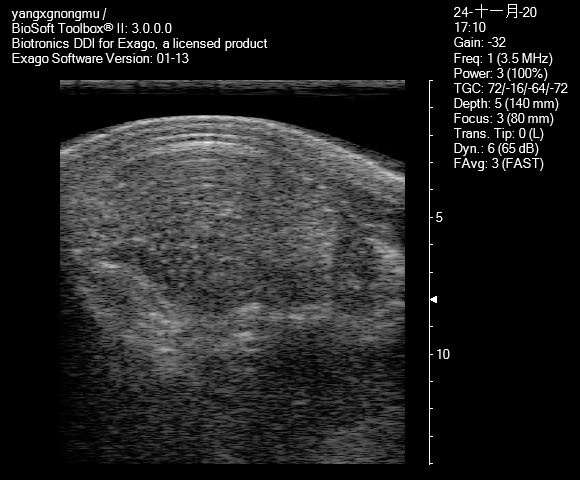 yangxgnongmu /
BioSoft Toolbox® II: 3.0.0.0
Biotronics DDI for Exago, a licensed product
Exago Software Version: 01-13
24-十一月-20
17:10
Gain: -32
Freq: 1 (3.5 MHz)
Power: 3 (100%)
TGC: 72/-16/-64/-72
Depth: 5 (140 mm)
Focus: 3 (80 mm)
Trans. Tip: 0 (L)
Dyn.: 6 (65 dB)
FAvg: 3 (FAST)
5
10